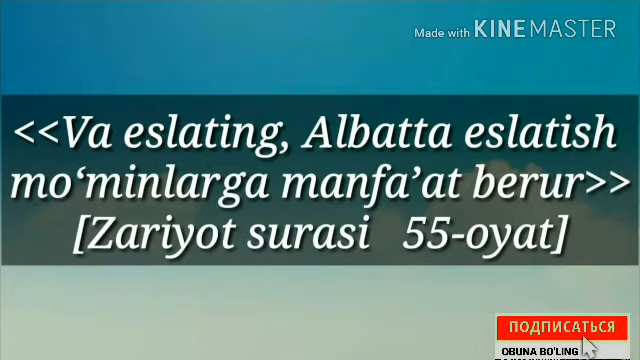 Made with KINEMASTER
<<Va eslating, Albatta eslatish
mo‘minlarga manfa’at berur>>
[Zariyot surasi 55-oyat]
ПОДПИСАТЬСЯ
OBUNA BO'LING